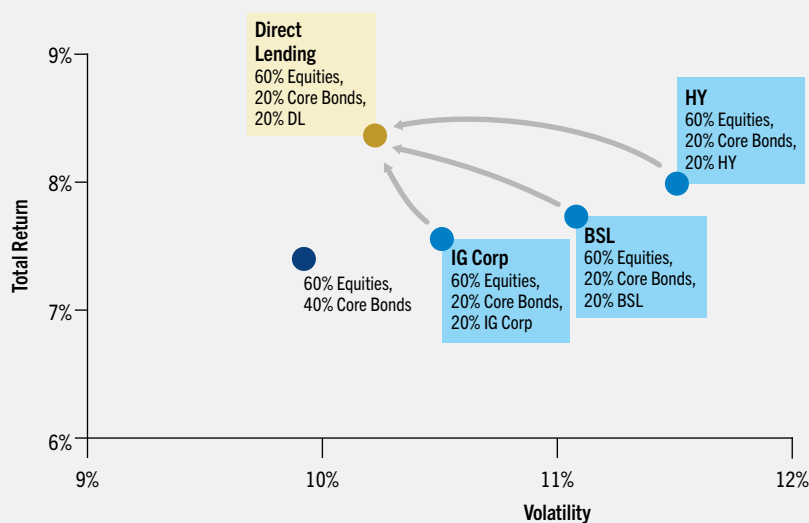 Direct
Lending
60% Equities,
20% Core Bonds,
20% DL
HY
60% Equities,
20% Core Bonds,
20% HY
BSL
60% Equities,
20% Core Bonds,
20% BSL
IG Corp
60% Equities,
20% Core Bonds,
20% IG Corp
60% Equities,
40% Core Bonds
Total Return
9%
8%
7%
6%
9%
10%
11%
12%
Volatility